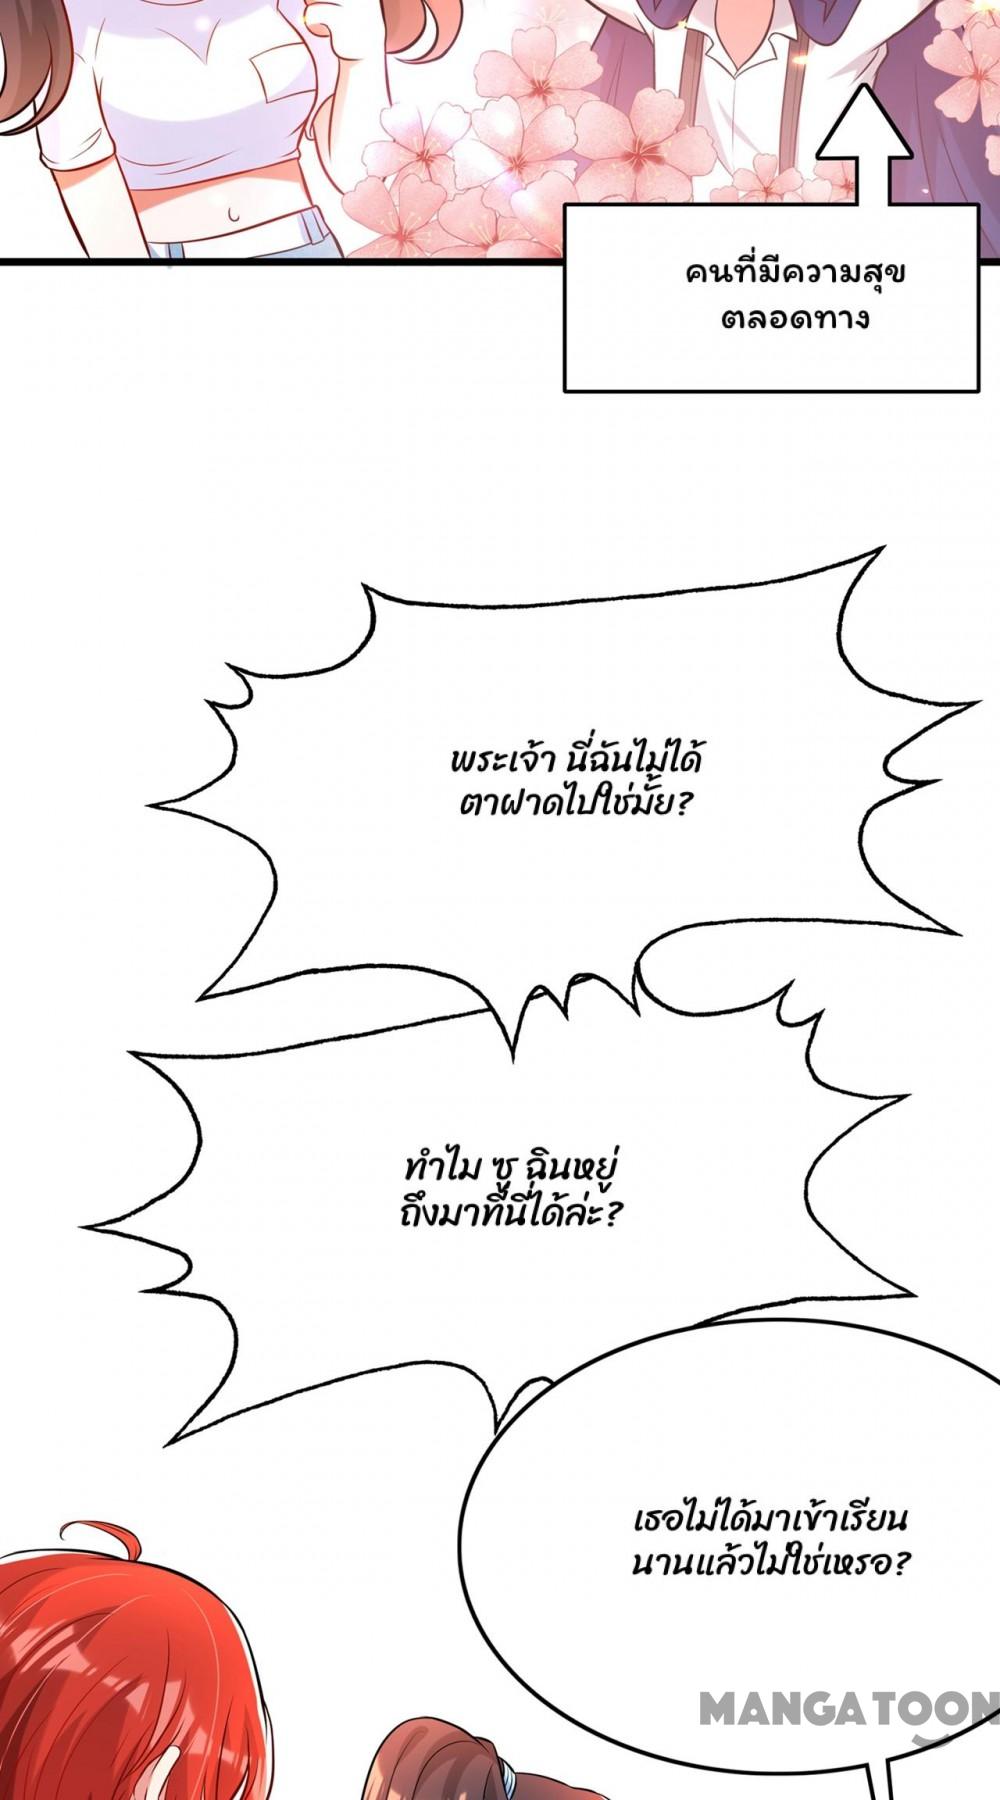 คนที่มีความสุข
ตลอดทาง
พระเจ้า นี่ฉันไม่ได้
ตาฝาดไปใช่มั้ย?
ทำไม ซู ฉินหยู่
ถึงมาที่นี่ได้ล่ะ?
เธอไม่ได้มาเข้าเรียน
นานแล้วไม่ใช่เหรอ?
MANGATOON